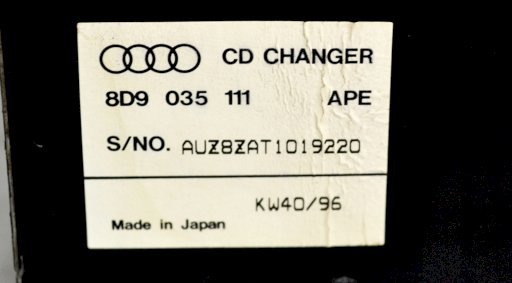 CD CHANGER
8D9 035 111 APE
S/NO. AUZ8ZAT1019220
KW40/96
Made in Japan